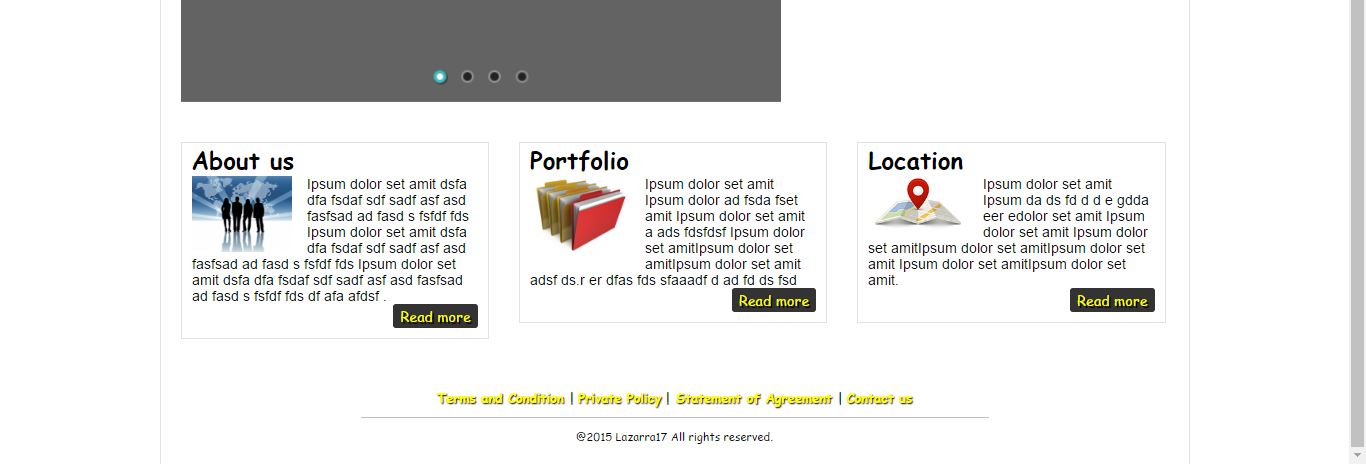 About us
Ipsum dolor set amit dsfa
dfa fsdaf sdf sadf asf asd
fasfsad ad fasd s fsfdf fds
Ipsum dolor set amit dsfa
dfa fsdaf sdf sadf asf asd
fasfsad ad fasd s fsfdf fds Ipsum dolor set
amit dsfa dfa fsdaf sdf sadf asf asd fasfsad
ad fasd s fsfdf fds df afa afdsf .
Read more
Portfolio
Ipsum dolor set amit
Ipsum dolor ad fsda fset
amit Ipsum dolor set amit
a ads fdsfdsf Ipsum dolor
set amitIpsum dolor set
amitIpsum dolor set amit
adsf ds.r er dfas fds sfaaadf d ad fd ds fsd
Read more
Location
Ipsum dolor set amit
Ipsum da ds fd d d e gdda
eer edolor set amit Ipsum
dolor set amit Ipsum dolor
set amitIpsum dolor set amitIpsum dolor set
amit Ipsum dolor set amitIpsum dolor set
amit.
Read more
Terms and Condition | Private Policy | Statement of Agreement | Contact us
@2015 Lazarra17 All rights reserved.